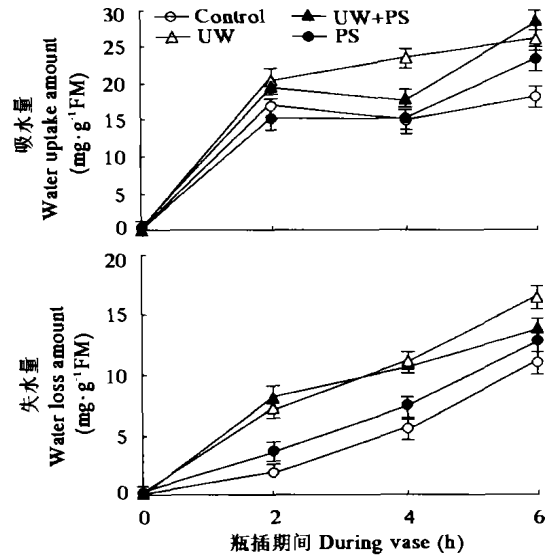 Control
UW+PS
UW
PS
30
25
20
15
10
5
0
吸水量
Water uptake amount
(mg·g⁻¹FM)
20
15
10
5
0
失水量
Water loss amount
(mg·g⁻¹FM)
0 2 4 6
瓶插期间 During vase (h)